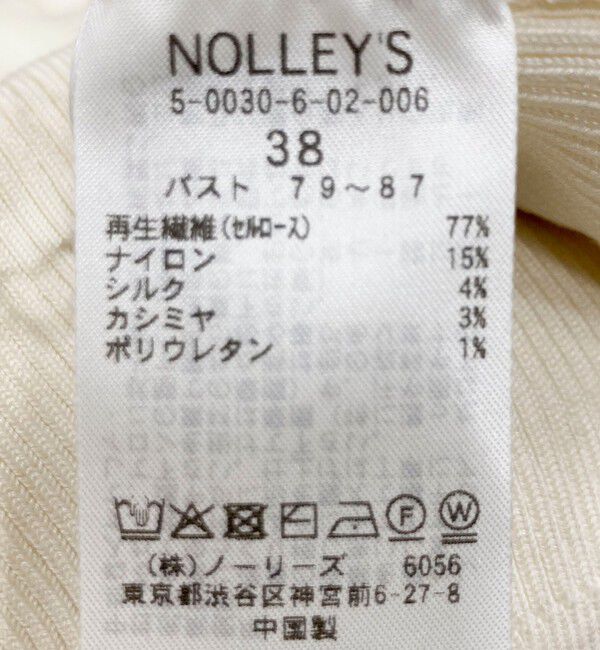 NOLLEY'S
5-0030-6-02-006
38
バスト 79～87
再生繊維(セルロース) 77%
ナイロン 15%
シルク 4%
カシミヤ 3%
ポリウレタン 1%
F W
(株)ノーリーズ 6056
東京都渋谷区神宮前6-27-8
中国製